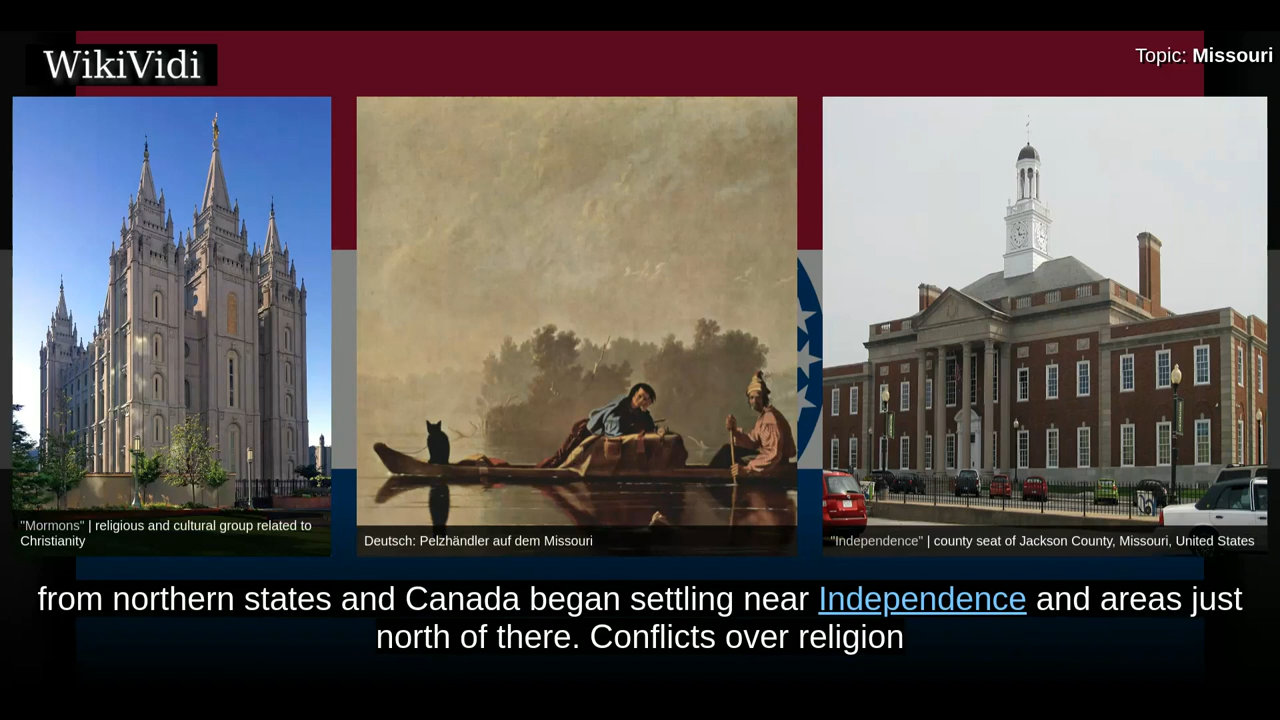 WikiVidi
Topic: Missouri
"Mormons" | religious and cultural group related to
Christianity
Deutsch: Pelzhändler auf dem Missouri
"Independence" | county seat of Jackson County, Missouri, United States
from northern states and Canada began settling near Independence and areas just
north of there. Conflicts over religion